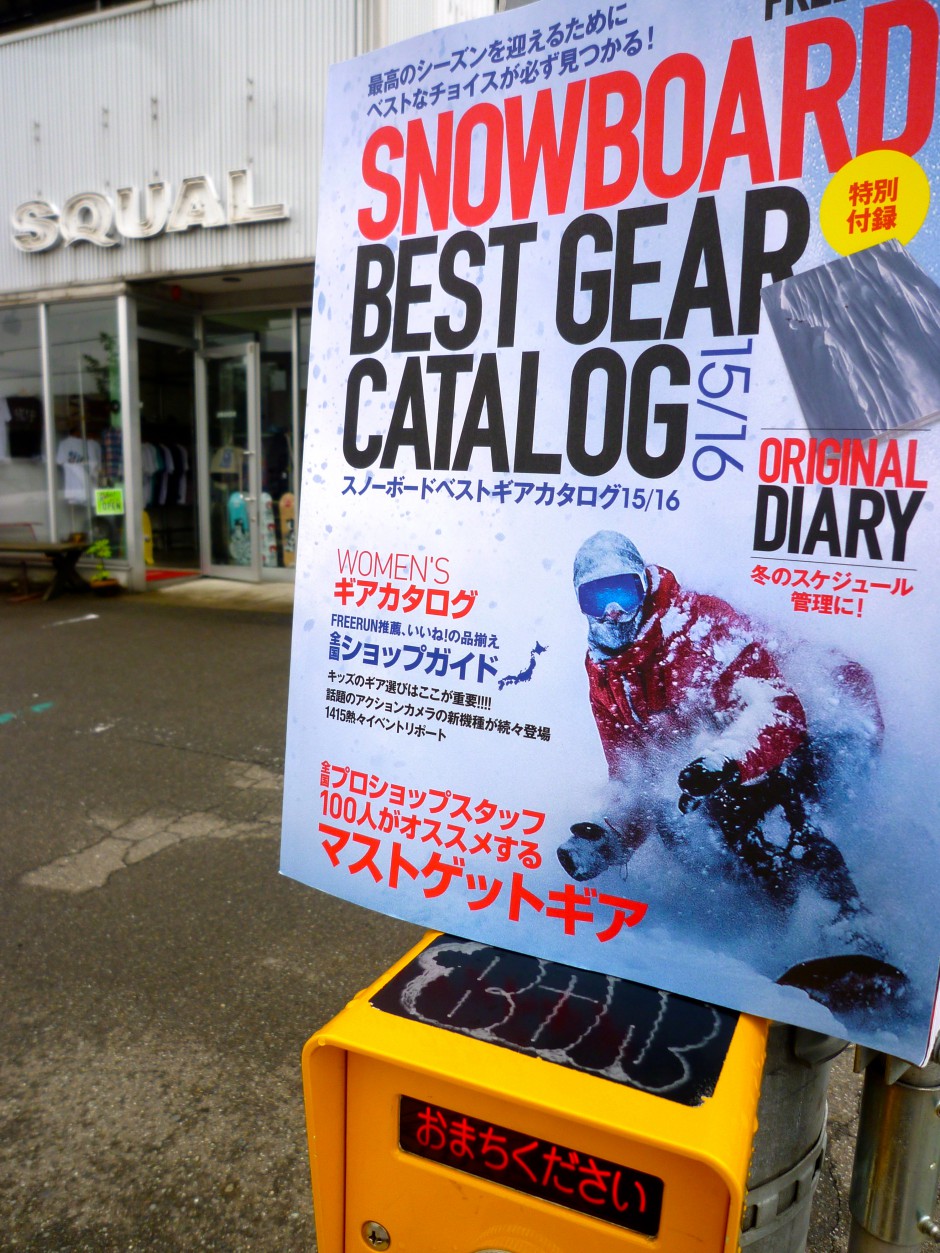 FREE
最高のシーズンを迎えるために
ベストなチョイスが必ず見つかる!
SNOWBOARD
SQUAL
特別
付録
BEST GEAR
CATALOG
15/16
スノーボードベストギアカタログ15/16
ORIGINAL
DIARY
冬のスケジュール
管理に!
OPEN
WOMEN'S
ギアカタログ
FREERUN推薦、いいね!の品揃え
全国ショップガイド
キッズのギア選びはここが重要!!!!
話題のアクションカメラの新機種が続々登場
1415熱々イベントリポート
全国プロショップスタッフ
100人がオススメする
マストゲットギア
おまちください